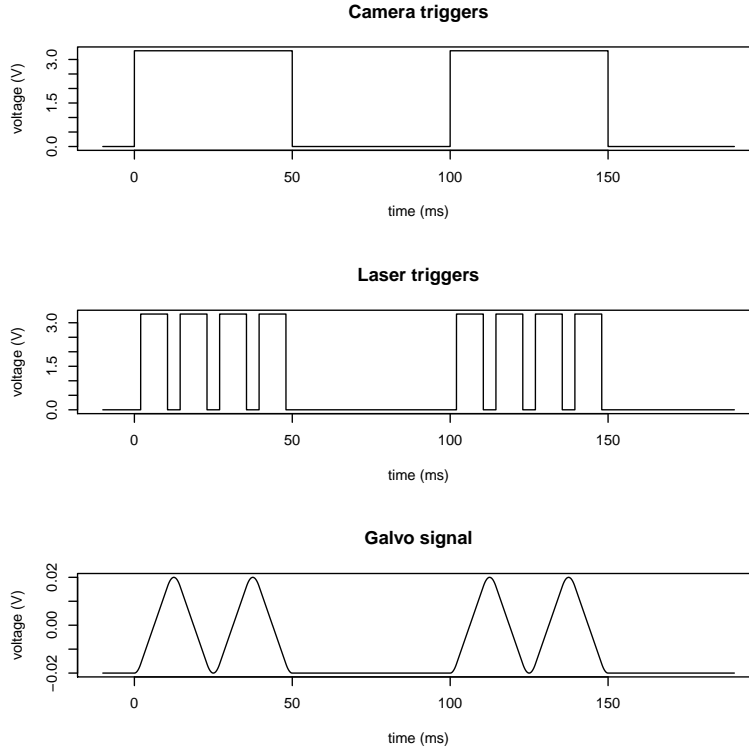 Camera triggers
voltage (V)
0.0 1.5 3.0
0 50 100 150
time (ms)
Laser triggers
voltage (V)
0.0 1.5 3.0
0 50 100 150
time (ms)
Galvo signal
voltage (V)
−0.02 0.00 0.02
0 50 100 150
time (ms)